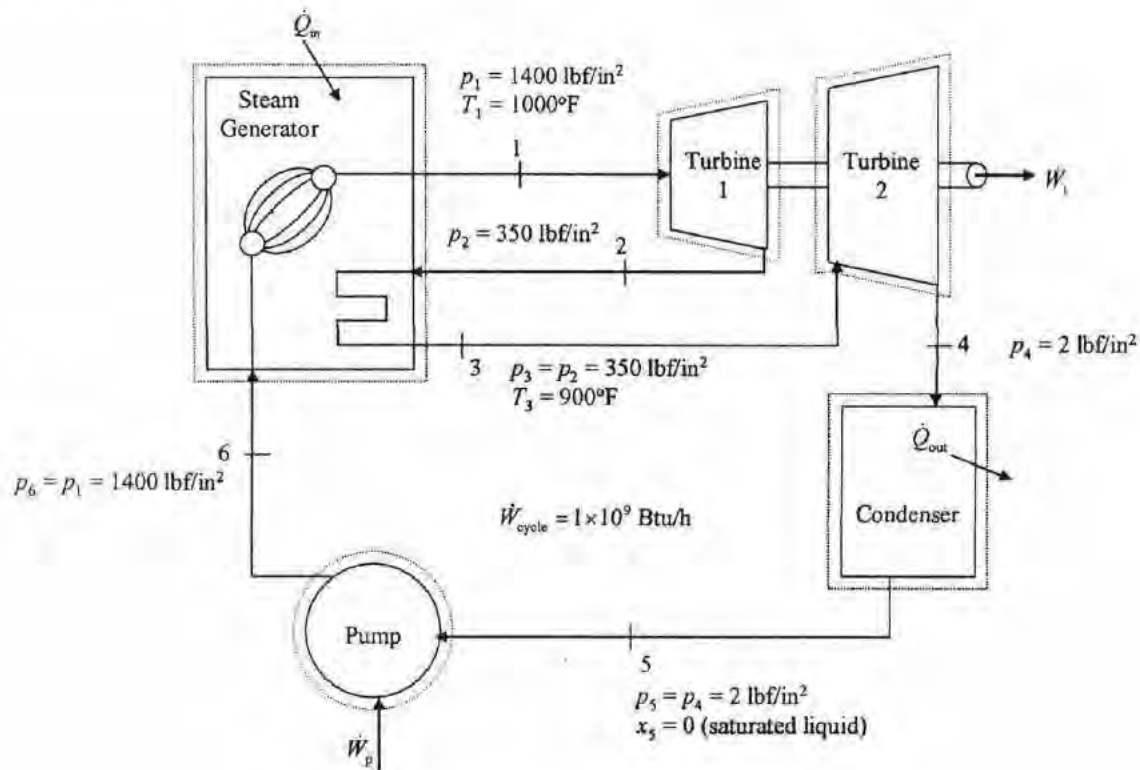 Q̇in
Steam
Generator
p₁ = 1400 lbf/in²
T₁ = 1000°F
1
Turbine
1
Turbine
2
Ẇt
p₂ = 350 lbf/in²
2
3
p₃ = p₂ = 350 lbf/in²
T₃ = 900°F
4
p₄ = 2 lbf/in²
6
p₆ = p₁ = 1400 lbf/in²
Q̇out
Condenser
Ẇcycle = 1×10⁹ Btu/h
Pump
5
p₅ = p₄ = 2 lbf/in²
x₅ = 0 (saturated liquid)
Ẇp